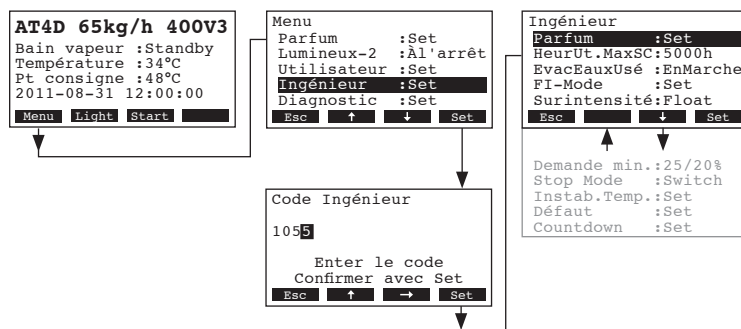 AT4D 65kg/h 400V3
Bain vapeur :Standby
Température :34°C
Pt consigne :48°C
2011-08-31 12:00:00
Menu Light Start
Menu
Parfum :Set
Lumineux-2 :Àl'arrêt
Utilisateur :Set
Ingénieur :Set
Diagnostic :Set
Esc ↑ ↓ Set
Code Ingénieur
1055
Enter le code
Confirmer avec Set
Esc ↑ → Set
Ingénieur
Parfum :Set
HeurUt.MaxSC:5000h
EvacEauxUsé :EnMarche
FI-Mode :Set
Surintensité:Float
Esc ↓ Set
Demande min.:25/20%
Stop Mode :Switch
Instab.Temp.:Set
Défaut :Set
Countdown :Set